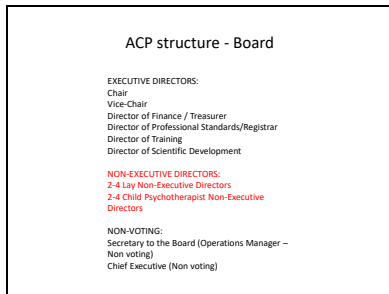 ACP structure - Board
EXECUTIVE DIRECTORS:
Chair
Vice-Chair
Director of Finance / Treasurer
Director of Professional Standards/Registrar
Director of Training
Director of Scientific Development
NON-EXECUTIVE DIRECTORS:
2-4 Lay Non-Executive Directors
2-4 Child Psychotherapist Non-Executive
Directors
NON-VOTING:
Secretary to the Board (Operations Manager –
Non voting)
Chief Executive (Non voting)